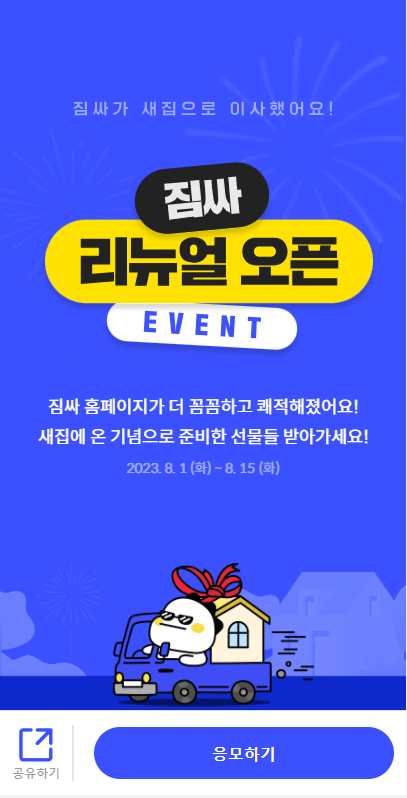 짐싸가 새집으로 이사했어요!
짐싸
리뉴얼 오픈
EVENT
짐싸 홈페이지가 더 꼼꼼하고 쾌적해졌어요!
새집에 온 기념으로 준비한 선물들 받아가세요!
2023. 8. 1 (화) ~ 8. 15 (화)
공유하기
응모하기